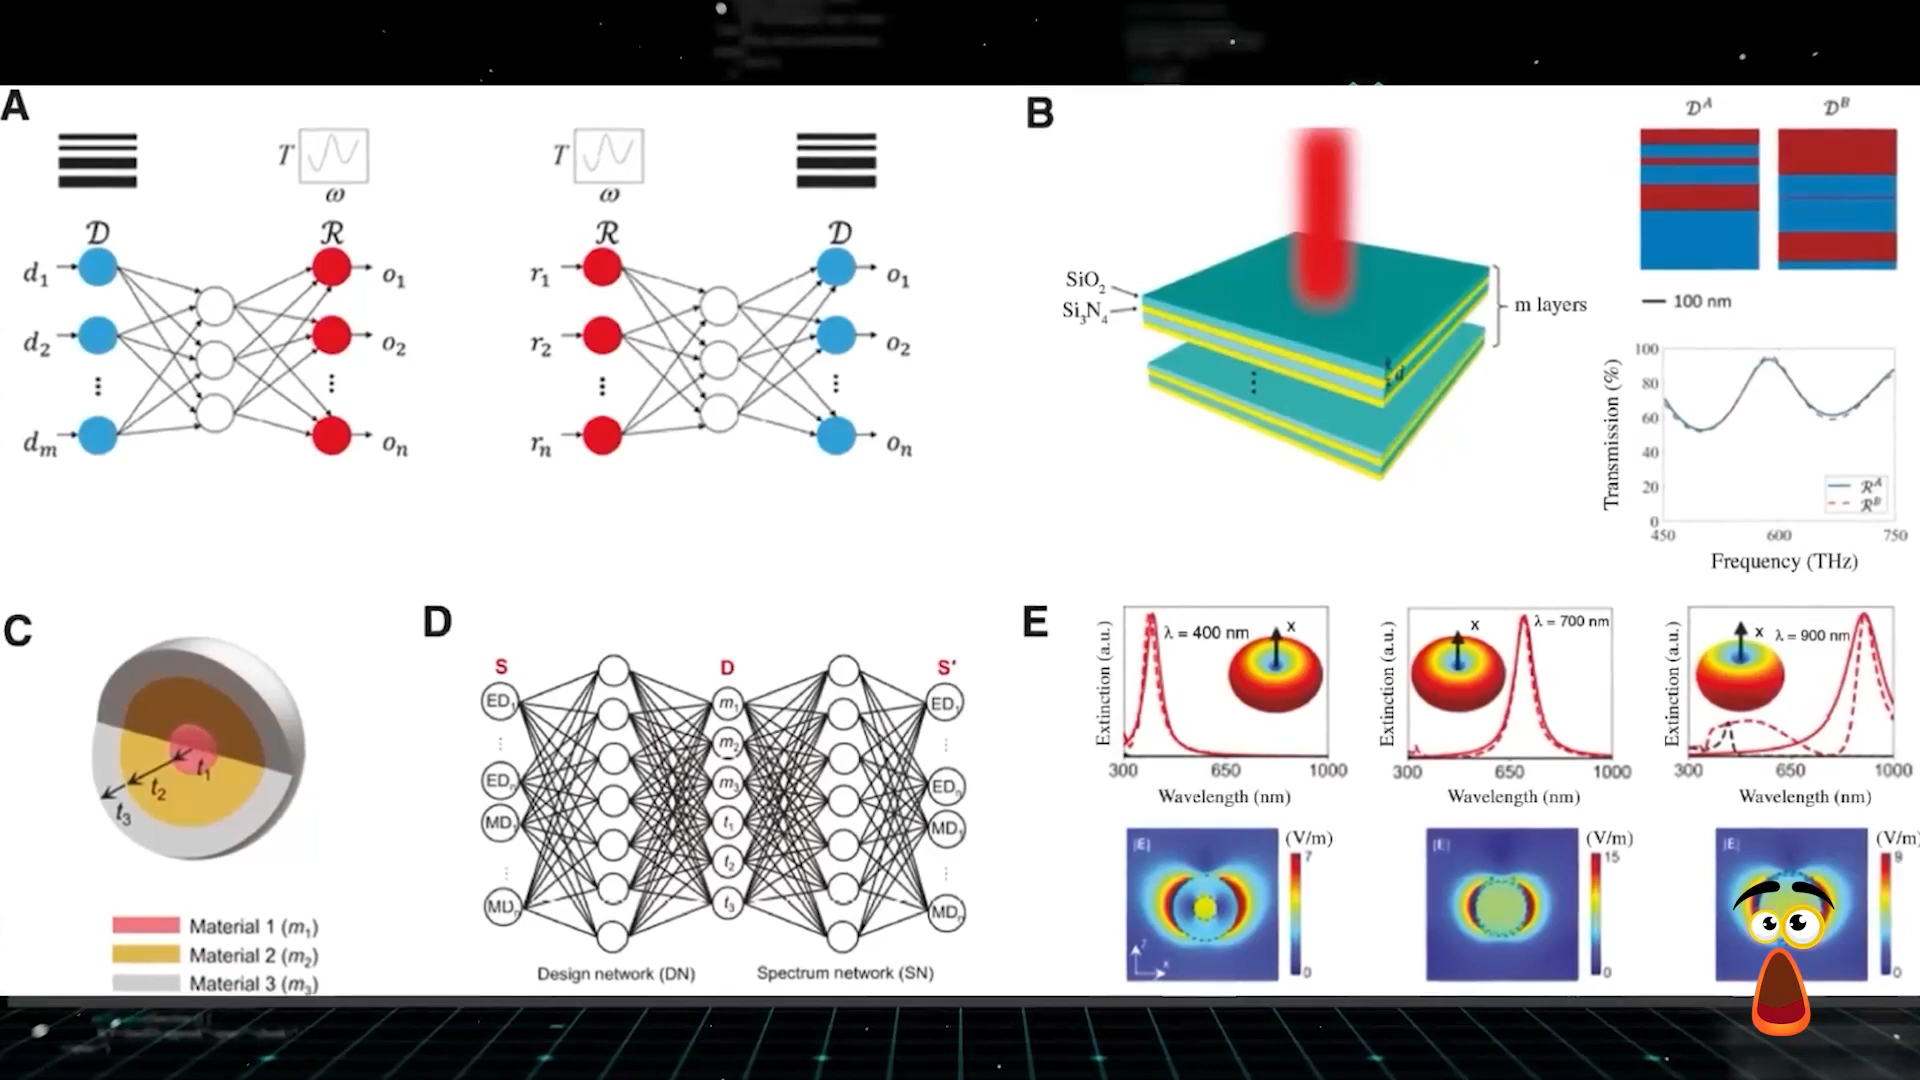 A
T
ω
D
R
d1
d2
dm
o1
o2
on
T
ω
R
D
r1
r2
rn
o1
o2
on
B
SiO2
Si3N4
m layers
d
D^A
D^B
100 nm
Transmission (%)
100
80
60
40
20
0
R^A
R^B
450
600
750
Frequency (THz)
C
t1
t2
t3
Material 1 (m1)
Material 2 (m2)
Material 3 (m3)
D
S
D
S'
ED1
EDn
MD1
MDn
m1
m2
m3
t1
t2
t3
ED1
EDn
MD1
MDn
Design network (DN)
Spectrum network (SN)
E
Extinction (a.u.)
λ = 400 nm
x
300
650
1000
Wavelength (nm)
Extinction (a.u.)
x
λ = 700 nm
300
650
1000
Wavelength (nm)
Extinction (a.u.)
x
λ = 900 nm
300
650
1000
Wavelength (nm)
|E|
z
x
(V/m)
7
0
|E|
(V/m)
15
0
|E|
(V/m)
9
0